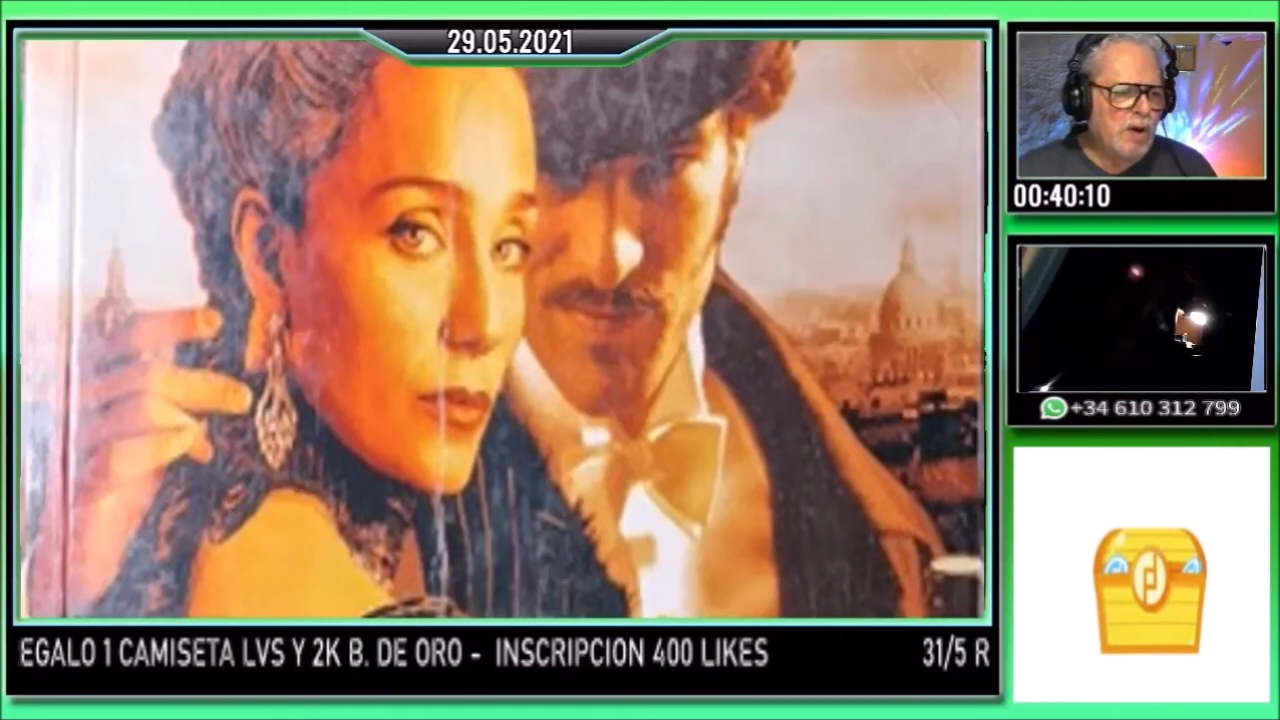 29.05.2021
00:40:10
+34 610 312 799
EGALO 1 CAMISETA LVS Y 2K B. DE ORO - INSCRIPCION 400 LIKES 31/5 R